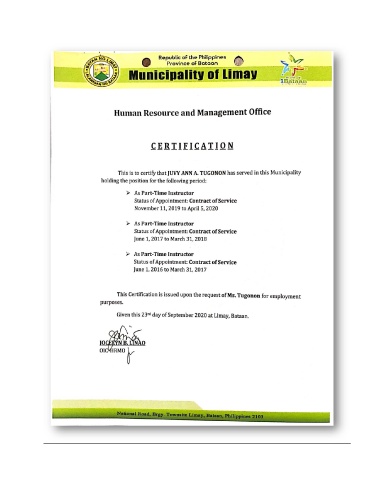 Republic of the Philippines
Province of Bataan
Municipality of Limay
1Bataan
Human Resource and Management Office
CERTIFICATION
This is to certify that JUVY ANN A. TUGONON has served in this Municipality
holding the position for the following period:
➢ As Part-Time Instructor
Status of Appointment: Contract of Service
November 11, 2019 to April 5, 2020
➢ As Part-Time Instructor
Status of Appointment: Contract of Service
June 1, 2017 to March 31, 2018
➢ As Part-Time Instructor
Status of Appointment: Contract of Service
June 1, 2016 to March 31, 2017
This Certification is issued upon the request of Ms. Tugonon for employment
purposes.
Given this 23rd day of September 2020 at Limay, Bataan.
JOCELYN B. LINAO
National Road, Brgy. Townsite Limay, Bataan, Philippines 2103